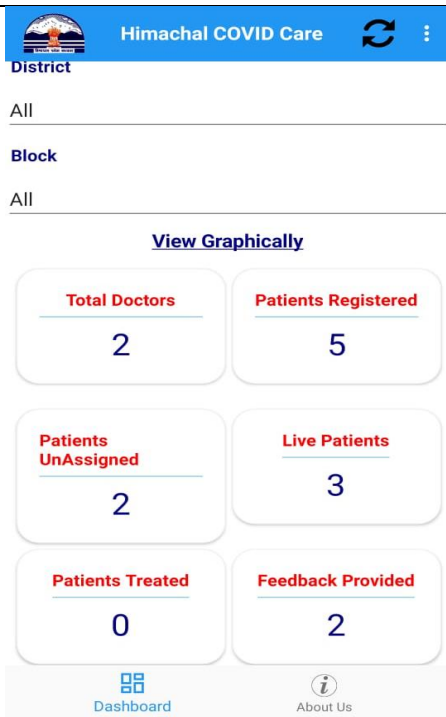 Himachal COVID Care
District
All
Block
All
View Graphically
Total Doctors
2
Patients Registered
5
Patients
UnAssigned
2
Live Patients
3
Patients Treated
0
Feedback Provided
2
Dashboard
About Us